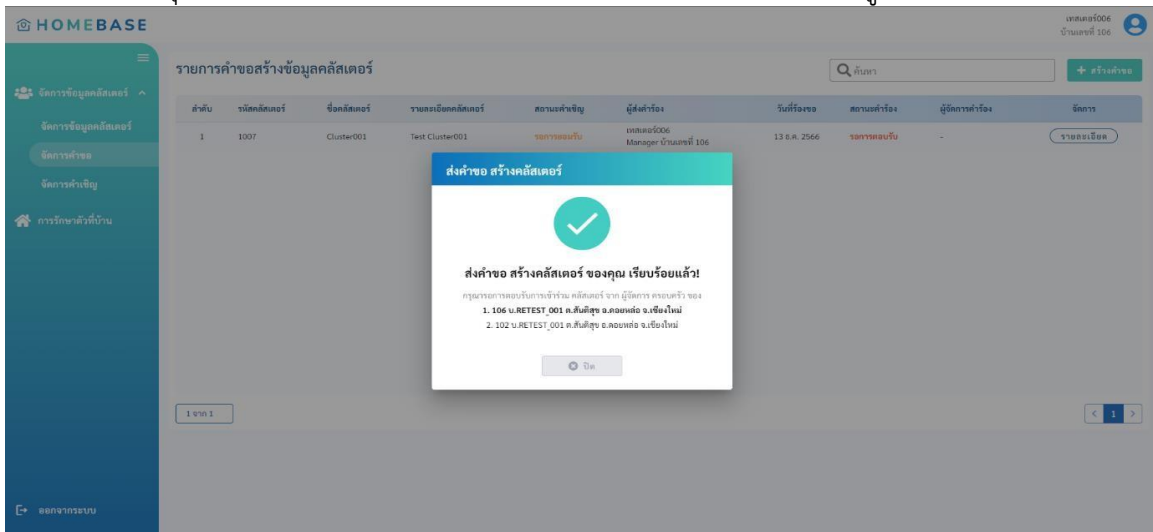 HOMEBASE
เทสเตอร์006
บ้านเลขที่ 106
รายการคำขอสร้างข้อมูลคลัสเตอร์
ค้นหา
+ สร้างคำขอ
จัดการข้อมูลคลัสเตอร์
จัดการข้อมูลคลัสเตอร์
จัดการคำขอ
จัดการคำเชิญ
การรักษาตัวที่บ้าน
ลำดับ รหัสคลัสเตอร์ ชื่อคลัสเตอร์ รายละเอียดคลัสเตอร์ สถานะคำเชิญ ผู้ส่งคำร้อง วันที่ร้องขอ สถานะคำร้อง ผู้จัดการคำร้อง จัดการ
1 1007 Cluster001 Test Cluster001 รอการตอบรับ เทสเตอร์006 13 ธ.ค. 2566 รอการตอบรับ - รายละเอียด
Manager บ้านเลขที่ 106
ส่งคำขอ สร้างคลัสเตอร์
ส่งคำขอ สร้างคลัสเตอร์ ของคุณ เรียบร้อยแล้ว!
กรุณารอการตอบรับการเข้าร่วม คลัสเตอร์ จาก ผู้จัดการ ครอบครัว ของ
1. 106 บ.RETEST_001 ต.สันติสุข อ.ดอยหล่อ จ.เชียงใหม่
2. 102 บ.RETEST_001 ต.สันติสุข อ.ดอยหล่อ จ.เชียงใหม่
ปิด
1 จาก 1
< 1 >
ออกจากระบบ